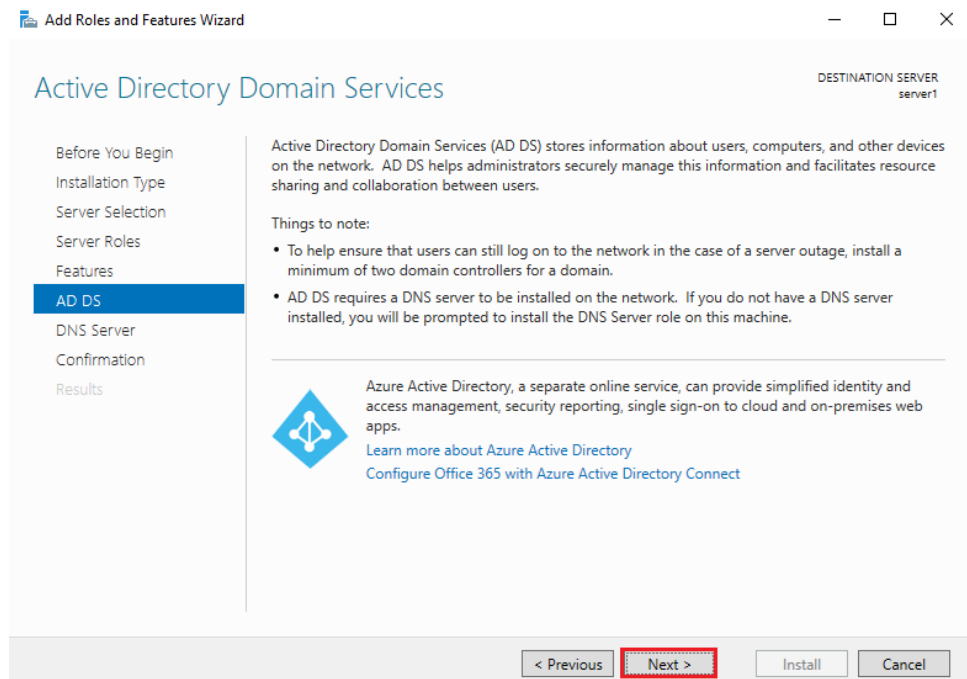 Add Roles and Features Wizard
Active Directory Domain Services
DESTINATION SERVER
server1
Before You Begin
Installation Type
Server Selection
Server Roles
Features
AD DS
DNS Server
Confirmation
Results
Active Directory Domain Services (AD DS) stores information about users, computers, and other devices
on the network. AD DS helps administrators securely manage this information and facilitates resource
sharing and collaboration between users.
Things to note:
• To help ensure that users can still log on to the network in the case of a server outage, install a
minimum of two domain controllers for a domain.
• AD DS requires a DNS server to be installed on the network. If you do not have a DNS server
installed, you will be prompted to install the DNS Server role on this machine.
Azure Active Directory, a separate online service, can provide simplified identity and
access management, security reporting, single sign-on to cloud and on-premises web
apps.
Learn more about Azure Active Directory
Configure Office 365 with Azure Active Directory Connect
< Previous
Next >
Install
Cancel